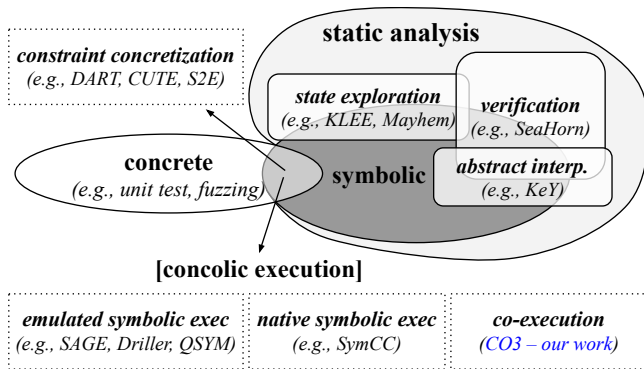 constraint concretization
(e.g., DART, CUTE, S2E)
static analysis
state exploration
(e.g., KLEE, Mayhem)
verification
(e.g., SeaHorn)
concrete
(e.g., unit test, fuzzing)
symbolic
abstract interp.
(e.g., KeY)
[concolic execution]
emulated symbolic exec
(e.g., SAGE, Driller, QSYM)
native symbolic exec
(e.g., SymCC)
co-execution
(CO3 – our work)